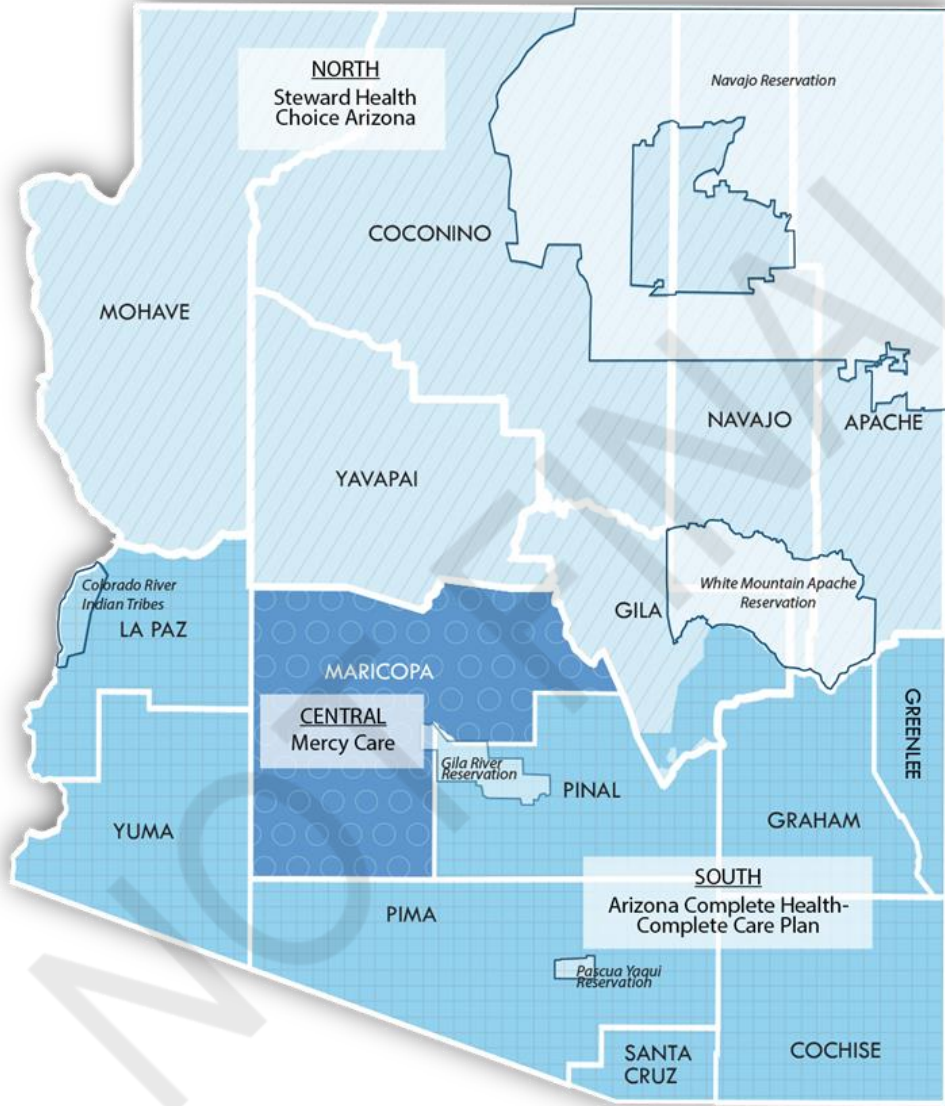 NORTH
Steward Health
Choice Arizona
Navajo Reservation
COCONINO
MOHAVE
NAVAJO
APACHE
YAVAPAI
Colorado River
Indian Tribes
LA PAZ
White Mountain Apache
Reservation
GILA
MARICOPA
CENTRAL
Mercy Care
Gila River
Reservation
PINAL
GREENLEE
YUMA
GRAHAM
SOUTH
Arizona Complete Health-
Complete Care Plan
PIMA
Pascua Yaqui
Reservation
SANTA
CRUZ
COCHISE
NOT FINAL